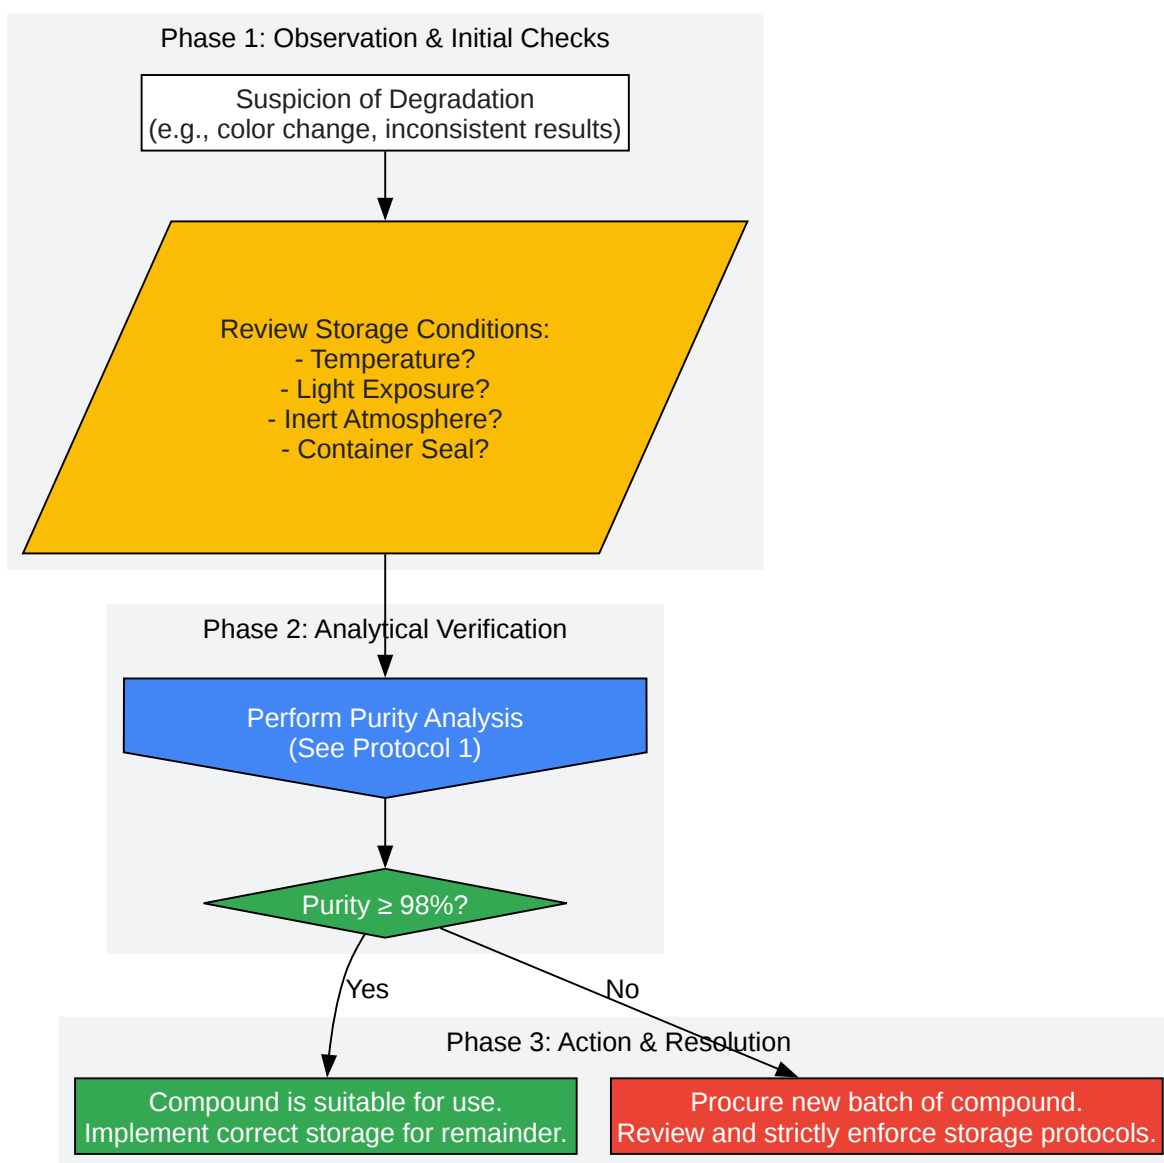 Phase 1: Observation & Initial Checks
Suspicion of Degradation
(e.g., color change, inconsistent results)
Review Storage Conditions:
- Temperature?
- Light Exposure?
- Inert Atmosphere?
- Container Seal?
Phase 2: Analytical Verification
Perform Purity Analysis
(See Protocol 1)
Purity ≥ 98%?
Yes
No
Phase 3: Action & Resolution
Compound is suitable for use.
Implement correct storage for remainder.
Procure new batch of compound.
Review and strictly enforce storage protocols.